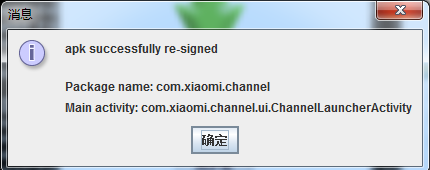 消息
apk successfully re-signed
Package name: com.xiaomi.channel
Main activity: com.xiaomi.channel.ui.ChannelLauncherActivity
确定